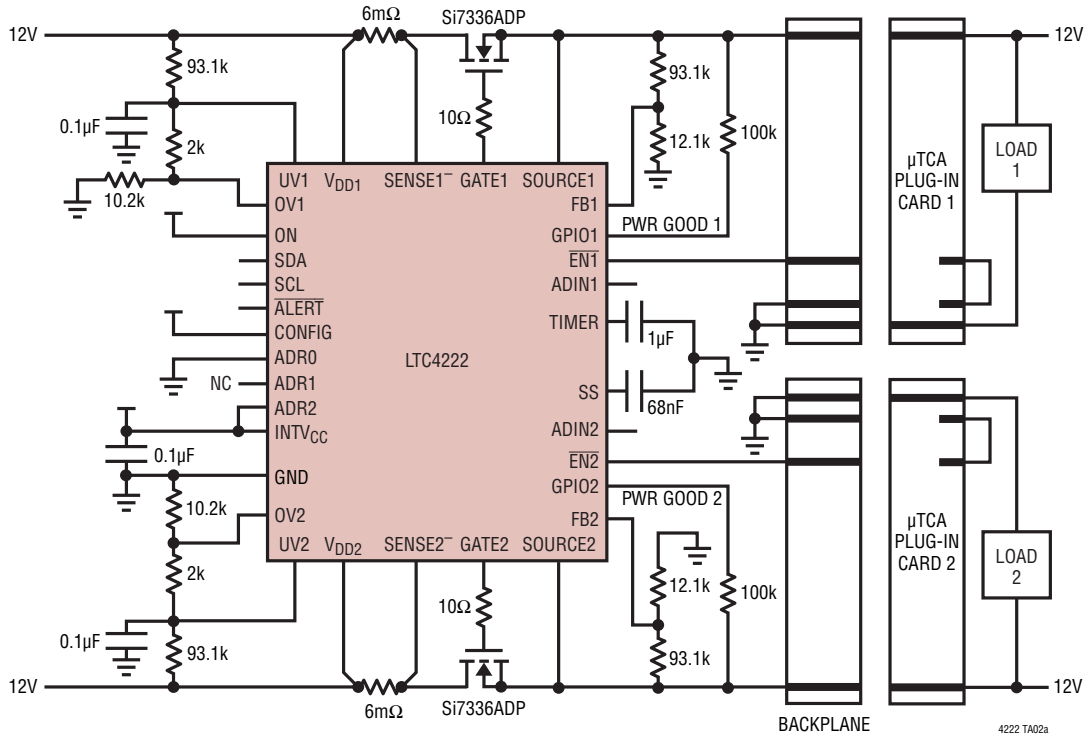 6mΩ
Si7336ADP
12V
12V
93.1k
93.1k
0.1µF
10Ω
100k
2k
12.1k
LOAD
1
µTCA
PLUG-IN
CARD 1
10.2k
UV1
VDD1
SENSE1–
GATE1
SOURCE1
OV1
FB1
ON
GPIO1
PWR GOOD 1
SDA
EN1
SCL
ADIN1
ALERT
TIMER
1µF
CONFIG
LTC4222
ADR0
NC
ADR1
SS
68nF
ADR2
INTVCC
ADIN2
0.1µF
EN2
GND
GPIO2
PWR GOOD 2
10.2k
OV2
FB2
UV2
VDD2
SENSE2–
GATE2
SOURCE2
µTCA
PLUG-IN
CARD 2
LOAD
2
2k
12.1k
100k
10Ω
0.1µF
93.1k
93.1k
12V
12V
6mΩ
Si7336ADP
BACKPLANE
4222 TA02a